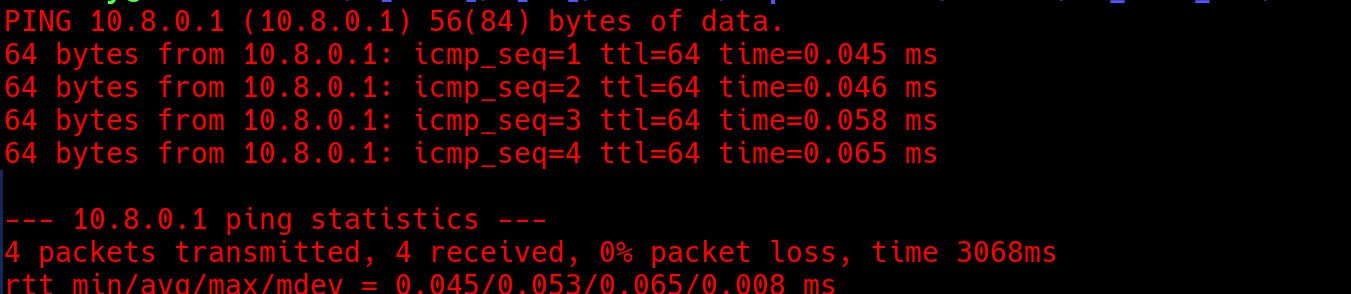 PING 10.8.0.1 (10.8.0.1) 56(84) bytes of data.
64 bytes from 10.8.0.1: icmp_seq=1 ttl=64 time=0.045 ms
64 bytes from 10.8.0.1: icmp_seq=2 ttl=64 time=0.046 ms
64 bytes from 10.8.0.1: icmp_seq=3 ttl=64 time=0.058 ms
64 bytes from 10.8.0.1: icmp_seq=4 ttl=64 time=0.065 ms
--- 10.8.0.1 ping statistics ---
4 packets transmitted, 4 received, 0% packet loss, time 3068ms
rtt min/avg/max/mdev = 0.045/0.053/0.065/0.008 ms